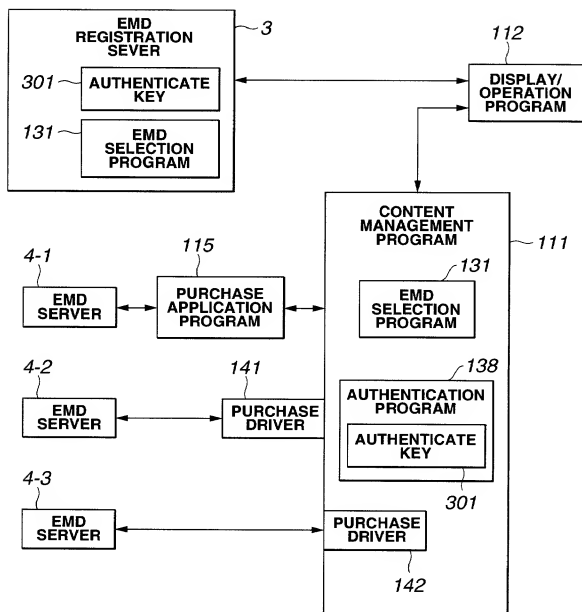 EMD
REGISTRATION
SEVER
3
301
AUTHENTICATE
KEY
131
EMD
SELECTION
PROGRAM
112
DISPLAY/
OPERATION
PROGRAM
CONTENT
MANAGEMENT
PROGRAM
111
4-1
EMD
SERVER
115
PURCHASE
APPLICATION
PROGRAM
131
EMD
SELECTION
PROGRAM
4-2
EMD
SERVER
141
PURCHASE
DRIVER
138
AUTHENTICATION
PROGRAM
AUTHENTICATE
KEY
301
4-3
EMD
SERVER
PURCHASE
DRIVER
142